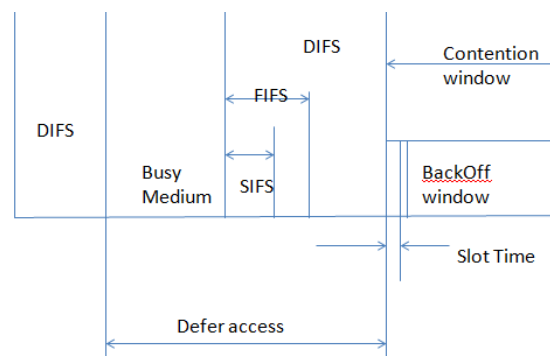 DIFS
Contention
window
FIFS
DIFS
Busy
Medium
SIFS
BackOff
window
Slot Time
Defer access